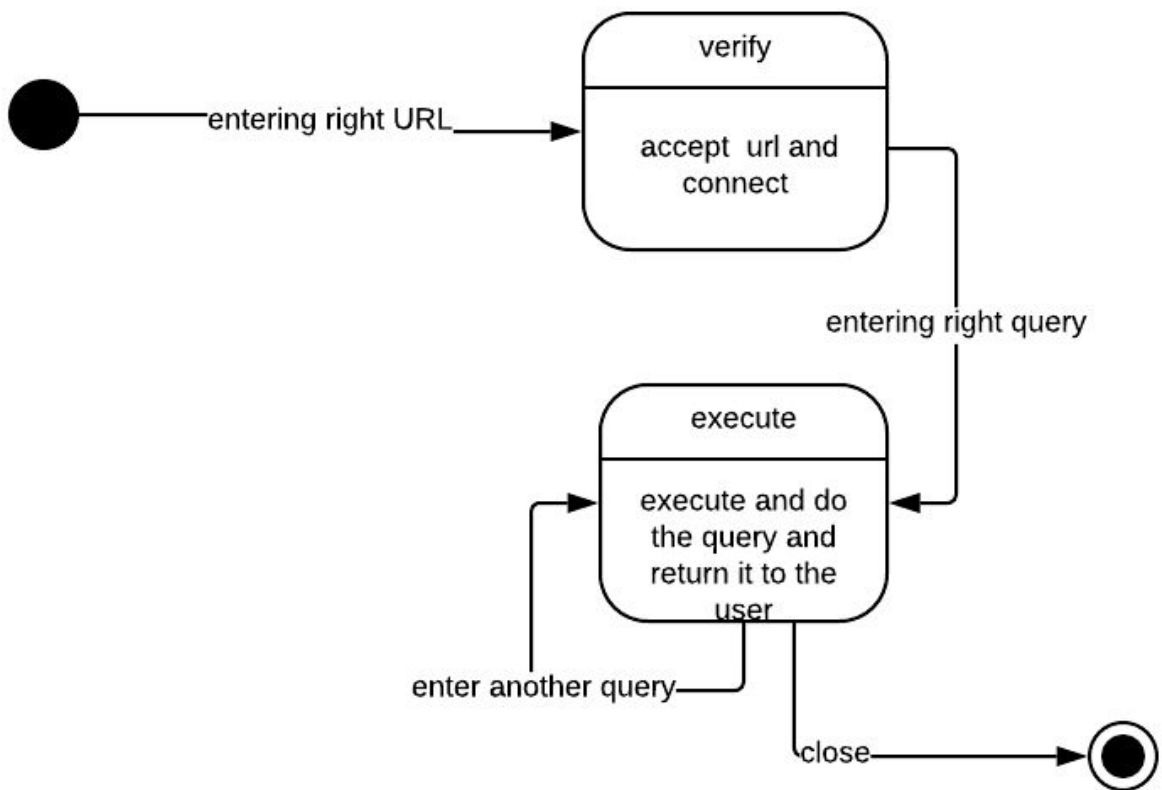 verify
entering right URL
accept url and
connect
entering right query
execute
execute and do
the query and
return it to the
user
enter another query
close